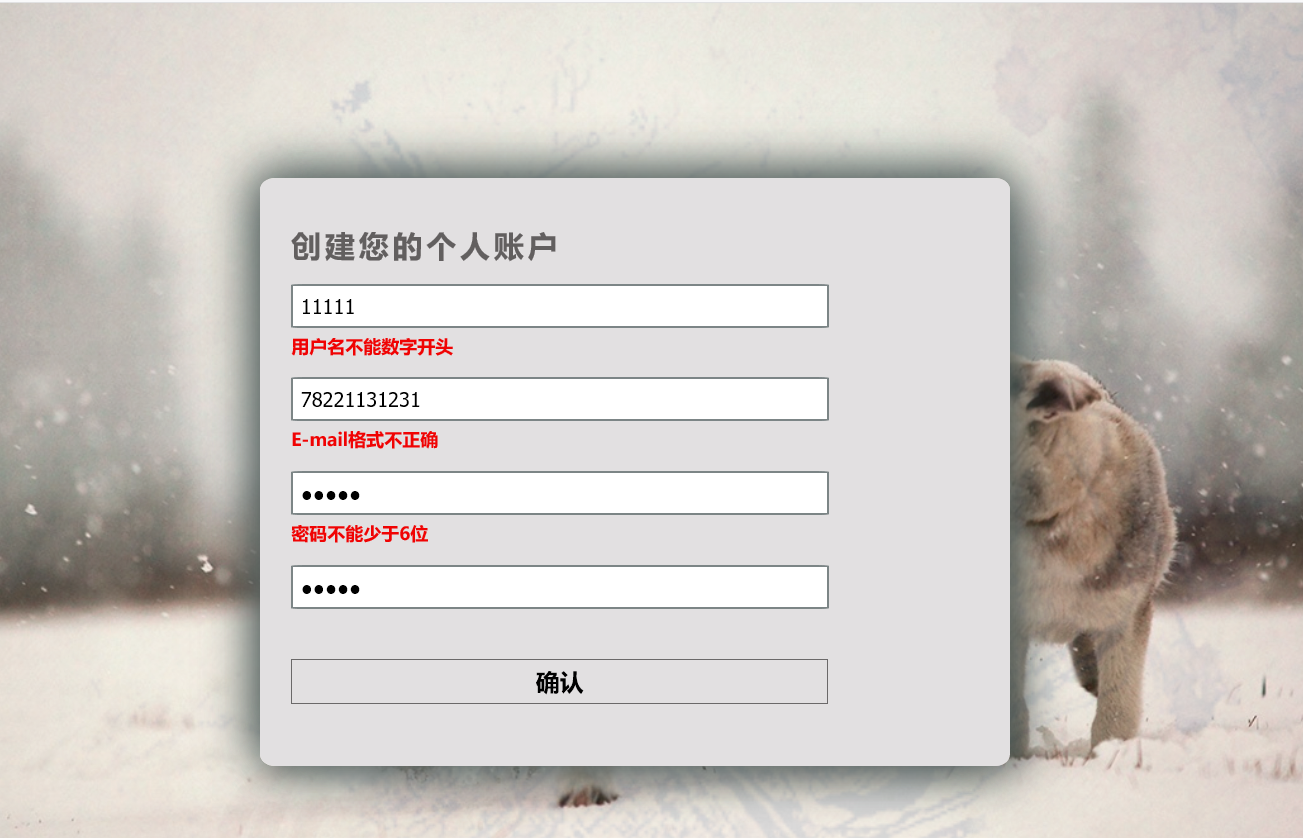 创建您的个人账户
11111
用户名不能数字开头
78221131231
E-mail格式不正确
●●●●●
密码不能少于6位
●●●●●
确认